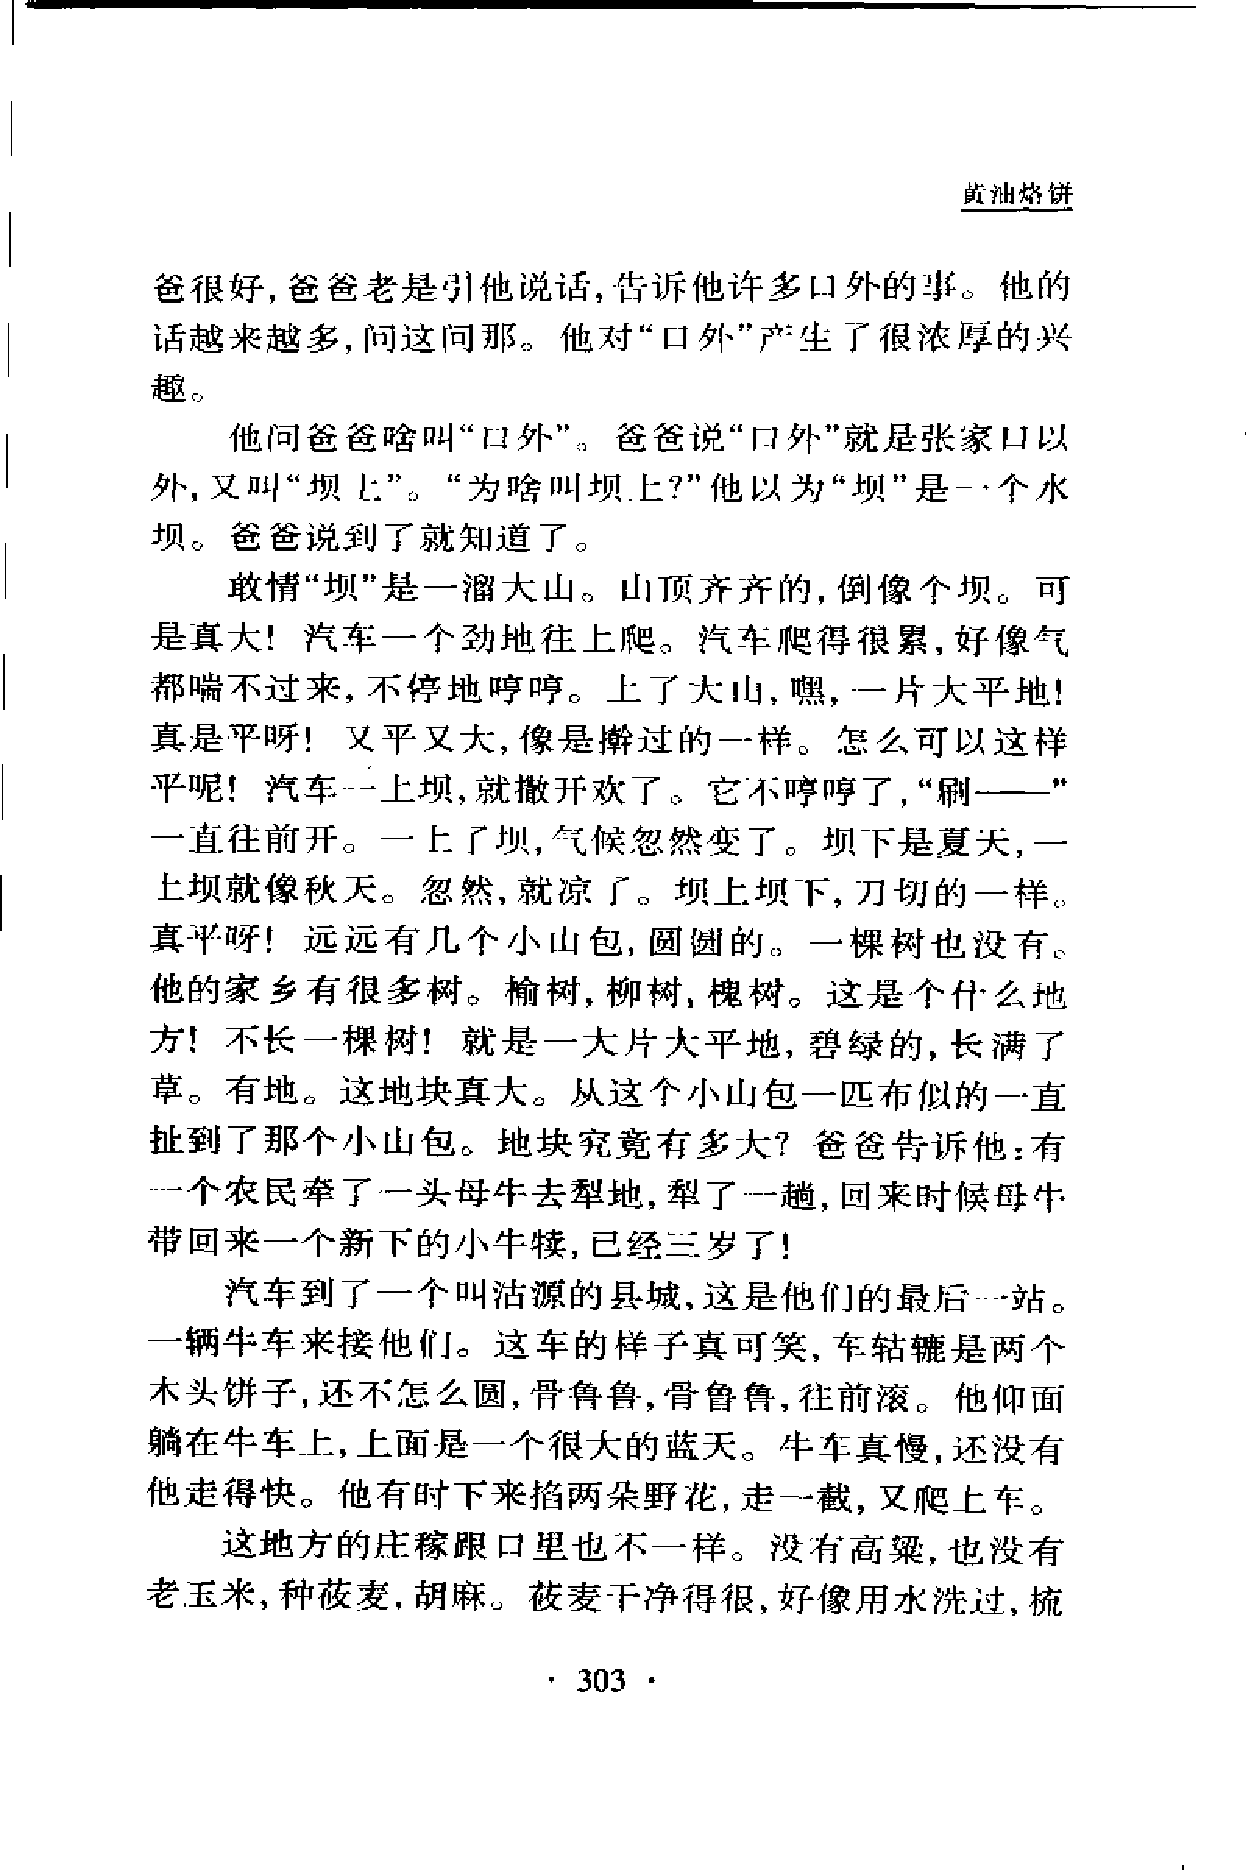 黄油烙饼
爸很好,爸爸老是引他说话,告诉他许多口外的事。他的
话越来越多,问这问那。他对“口外”产生了很浓厚的兴
趣。
他问爸爸啥叫“口外”。爸爸说“口外”就是张家口以
外,又叫“坝上”。“为啥叫坝上?”他以为“坝”是一个水
坝。爸爸说到了就知道了。
敢情“坝”是一溜大山。山顶齐齐的,倒像个坝。可
是真大!汽车一个劲地往上爬。汽车爬得很累,好像气
都喘不过来,不停地哼哼。上了大山,嘿,一片大平地!
真是平呀!又平又大,像是擀过的一样。怎么可以这样
平呢!汽车一上坝,就撒开欢了。它不哼哼了,“刷——”
一直往前开。一上了坝,气候忽然变了。坝下是夏天,一
上坝就像秋天。忽然,就凉了。坝上坝下,刀切的一样。
真平呀!远远有几个小山包,圆圆的。一棵树也没有。
他的家乡有很多树。榆树,柳树,槐树。这是个什么地
方!不长一棵树!就是一大片大平地,碧绿的,长满了
草。有地。这地块真大。从这个小山包一匹布似的一直
扯到了那个小山包。地块究竟有多大?爸爸告诉他:有
一个农民牵了一头母牛去犁地,犁了一趟,回来时候母牛
带回来一个新下的小牛犊,已经三岁了!
汽车到了一个叫沽源的县城,这是他们的最后一站。
一辆牛车来接他们。这车的样子真可笑,车轱辘是两个
木头饼子,还不怎么圆,骨鲁鲁,骨鲁鲁,往前滚。他仰面
躺在牛车上,上面是一个很大的蓝天。牛车真慢,还没有
他走得快。他有时下来掐两朵野花,走一截,又爬上车。
这地方的庄稼跟口里也不一样。没有高粱,也没有
老玉米,种莜麦,胡麻。莜麦干净得很,好像用水洗过,梳
· 303 ·